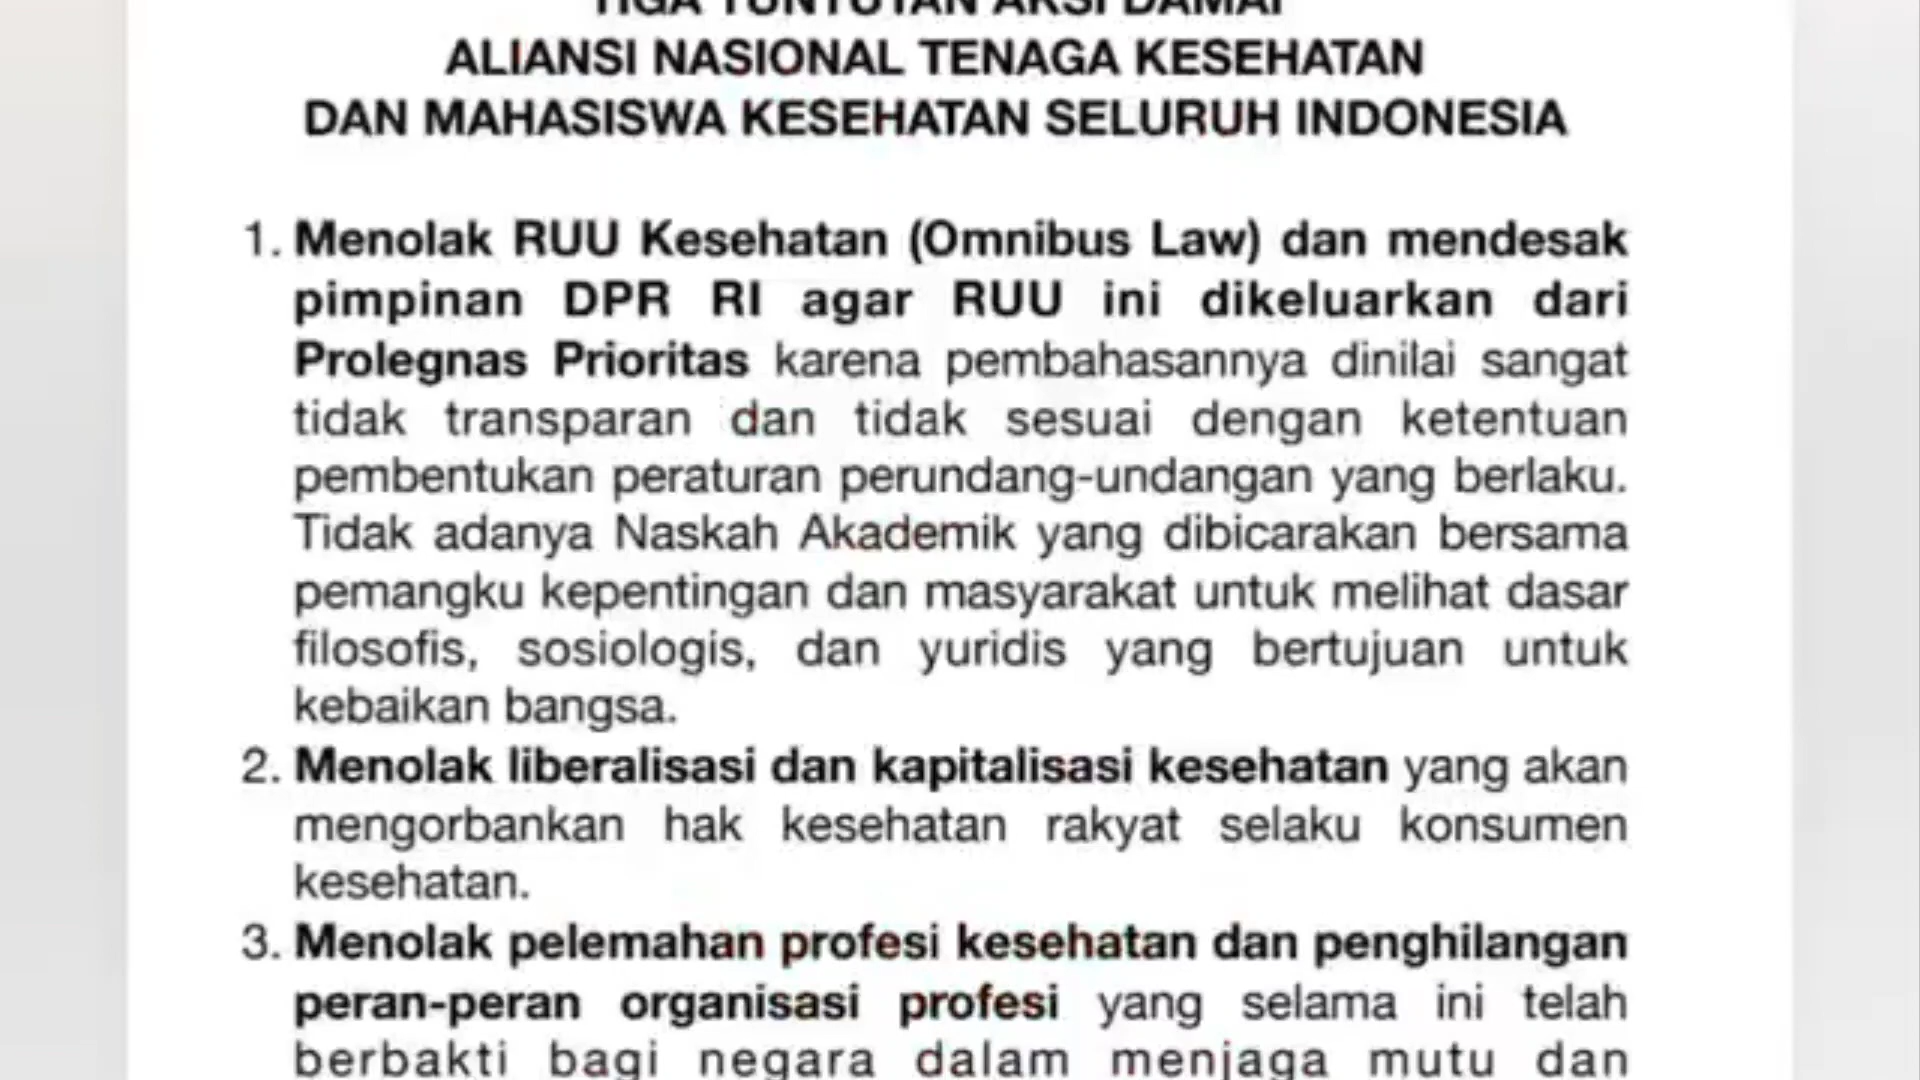 TIGA TUNTUTAN AKSI DAMAI
ALIANSI NASIONAL TENAGA KESEHATAN
DAN MAHASISWA KESEHATAN SELURUH INDONESIA
1. Menolak RUU Kesehatan (Omnibus Law) dan mendesak
pimpinan DPR RI agar RUU ini dikeluarkan dari
Prolegnas Prioritas karena pembahasannya dinilai sangat
tidak transparan dan tidak sesuai dengan ketentuan
pembentukan peraturan perundang-undangan yang berlaku.
Tidak adanya Naskah Akademik yang dibicarakan bersama
pemangku kepentingan dan masyarakat untuk melihat dasar
filosofis, sosiologis, dan yuridis yang bertujuan untuk
kebaikan bangsa.
2. Menolak liberalisasi dan kapitalisasi kesehatan yang akan
mengorbankan hak kesehatan rakyat selaku konsumen
kesehatan.
3. Menolak pelemahan profesi kesehatan dan penghilangan
peran-peran organisasi profesi yang selama ini telah
berbakti bagi negara dalam menjaga mutu dan